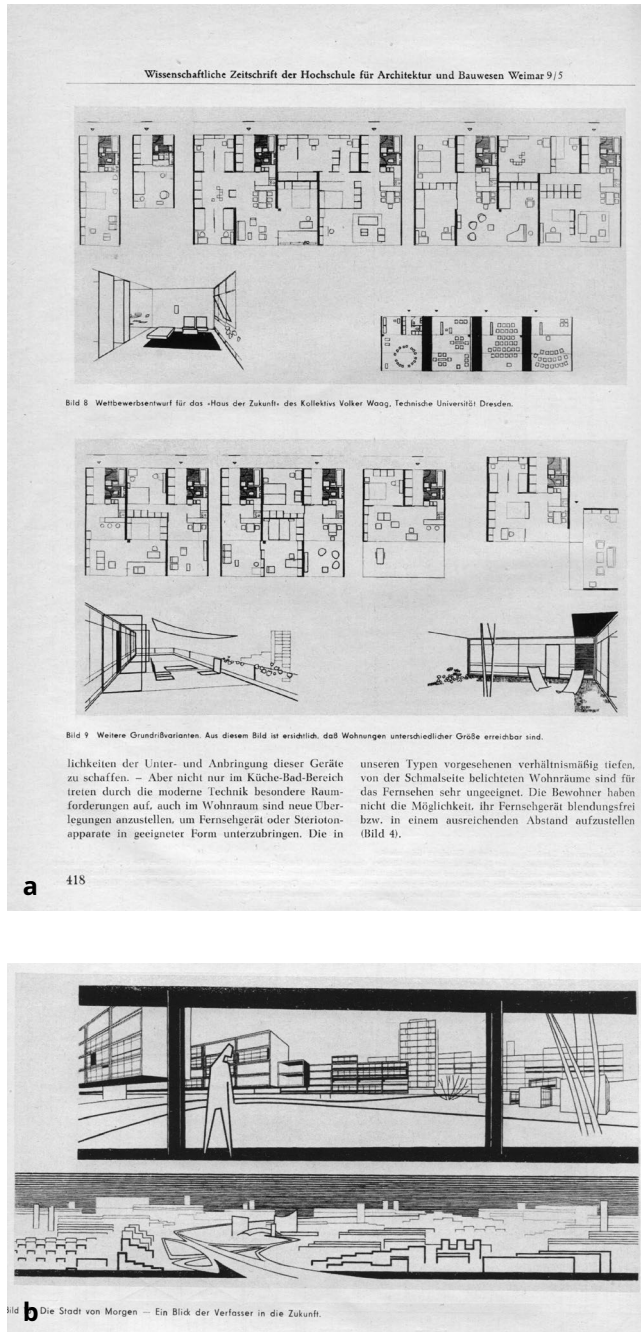 Wissenschaftliche Zeitschrift der Hochschule für Architektur und Bauwesen Weimar 9/5
Bild 8 Wettbewerbsentwurf für das »Haus der Zukunft« des Kollektivs Volker Waag, Technische Universität Dresden.
Bild 9 Weitere Grundrißvarianten. Aus diesem Bild ist ersichtlich, daß Wohnungen unterschiedlicher Größe erreichbar sind.
lichkeiten der Unter- und Anbringung dieser Geräte
zu schaffen. – Aber nicht nur im Küche-Bad-Bereich
treten durch die moderne Technik besondere Raum-
forderungen auf, auch im Wohnraum sind neue Über-
legungen anzustellen, um Fernsehgerät oder Sterioton-
apparate in geeigneter Form unterzubringen. Die in
unseren Typen vorgesehenen verhältnismäßig tiefen,
von der Schmalseite belichteten Wohnräume sind für
das Fernsehen sehr ungeeignet. Die Bewohner haben
nicht die Möglichkeit, ihr Fernsehgerät blendungsfrei
bzw. in einem ausreichenden Abstand aufzustellen
(Bild 4).
a
418
b
Bild Die Stadt von Morgen — Ein Blick der Verfasser in die Zukunft.